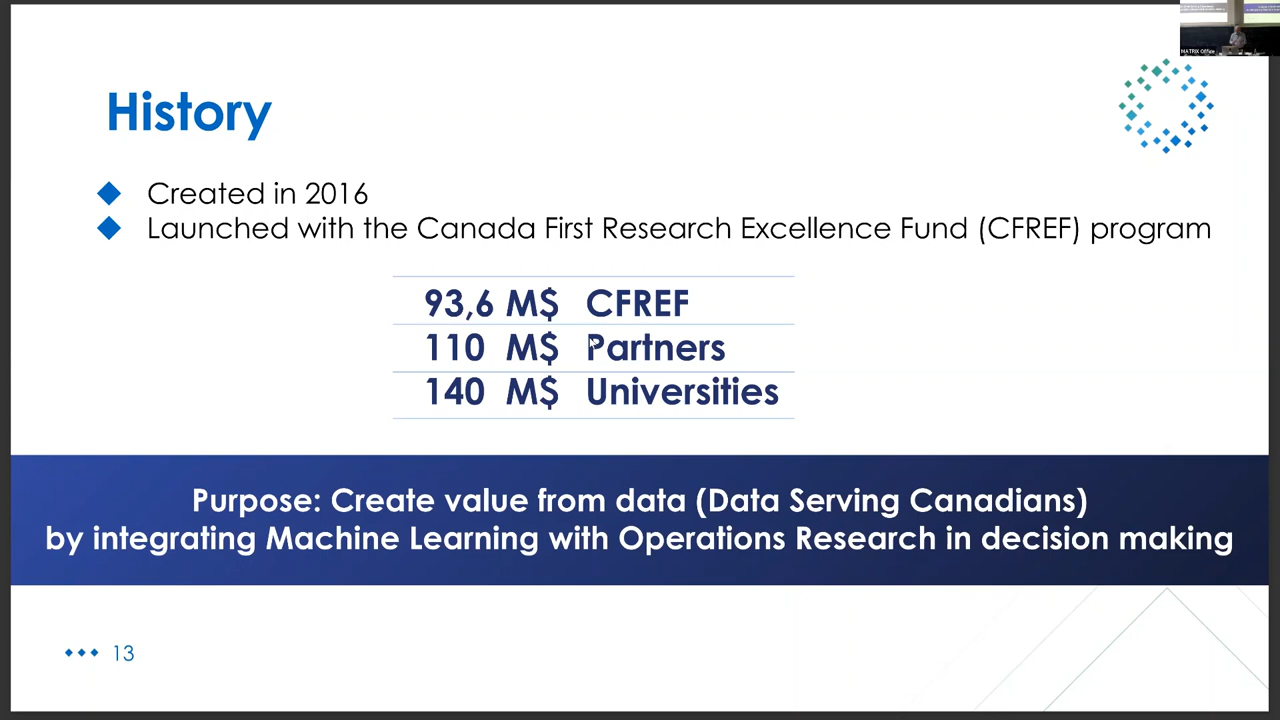 MATRIX Office
History
Created in 2016
Launched with the Canada First Research Excellence Fund (CFREF) program
93,6 M$ CFREF
110 M$ Partners
140 M$ Universities
Purpose: Create value from data (Data Serving Canadians)
by integrating Machine Learning with Operations Research in decision making
13